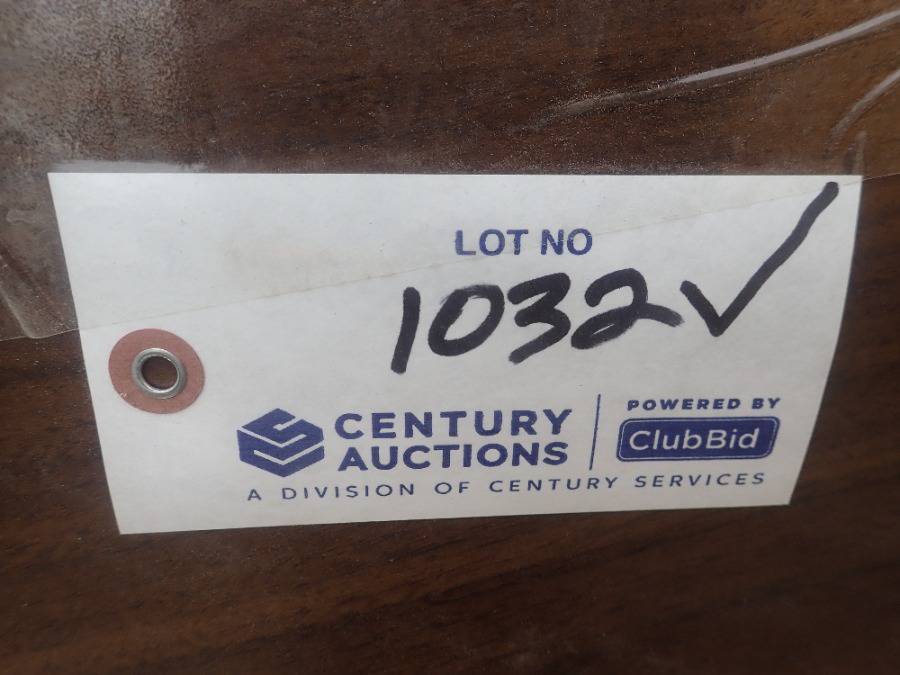 LOT NO
1032✓
CENTURY AUCTIONS
POWERED BY
ClubBid
A DIVISION OF CENTURY SERVICES